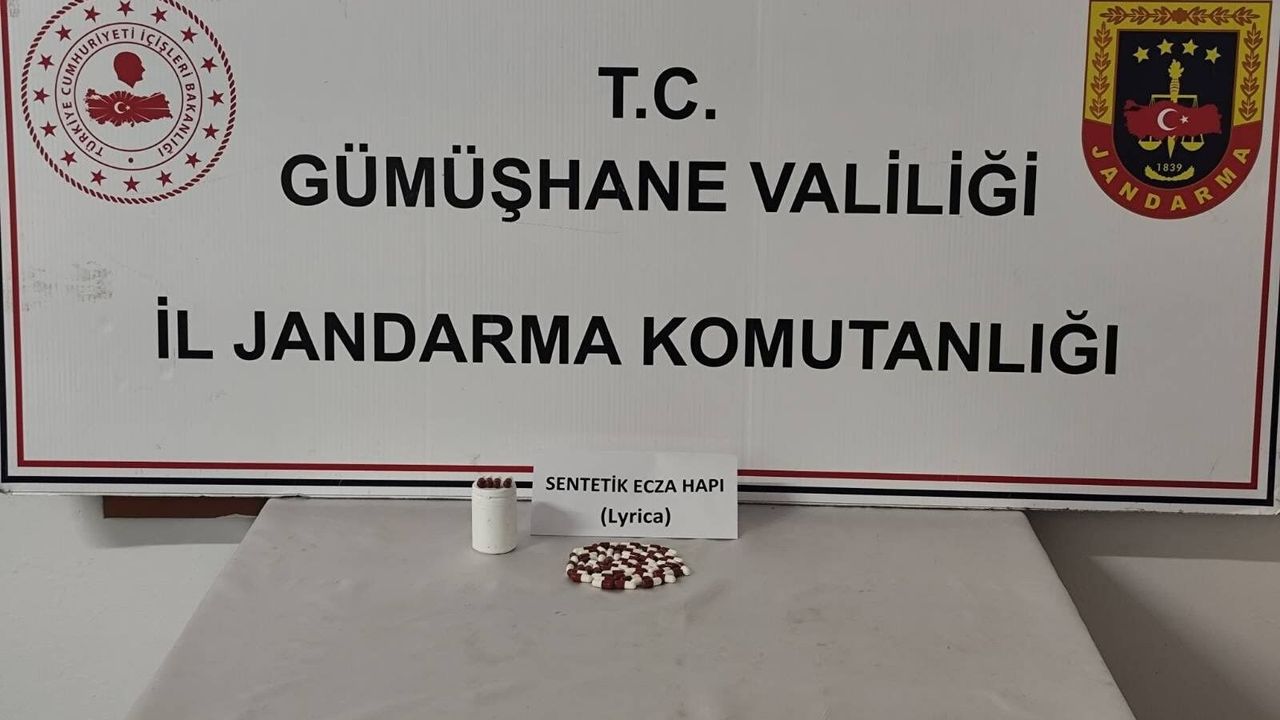 TÜRKİYE CUMHURİYETİ İÇİŞLERİ BAKANLIĞI
T.C.
GÜMÜŞHANE VALİLİĞİ
İL JANDARMA KOMUTANLIĞI
1839
JANDARMA
SENTETİK ECZA HAPI
(Lyrica)